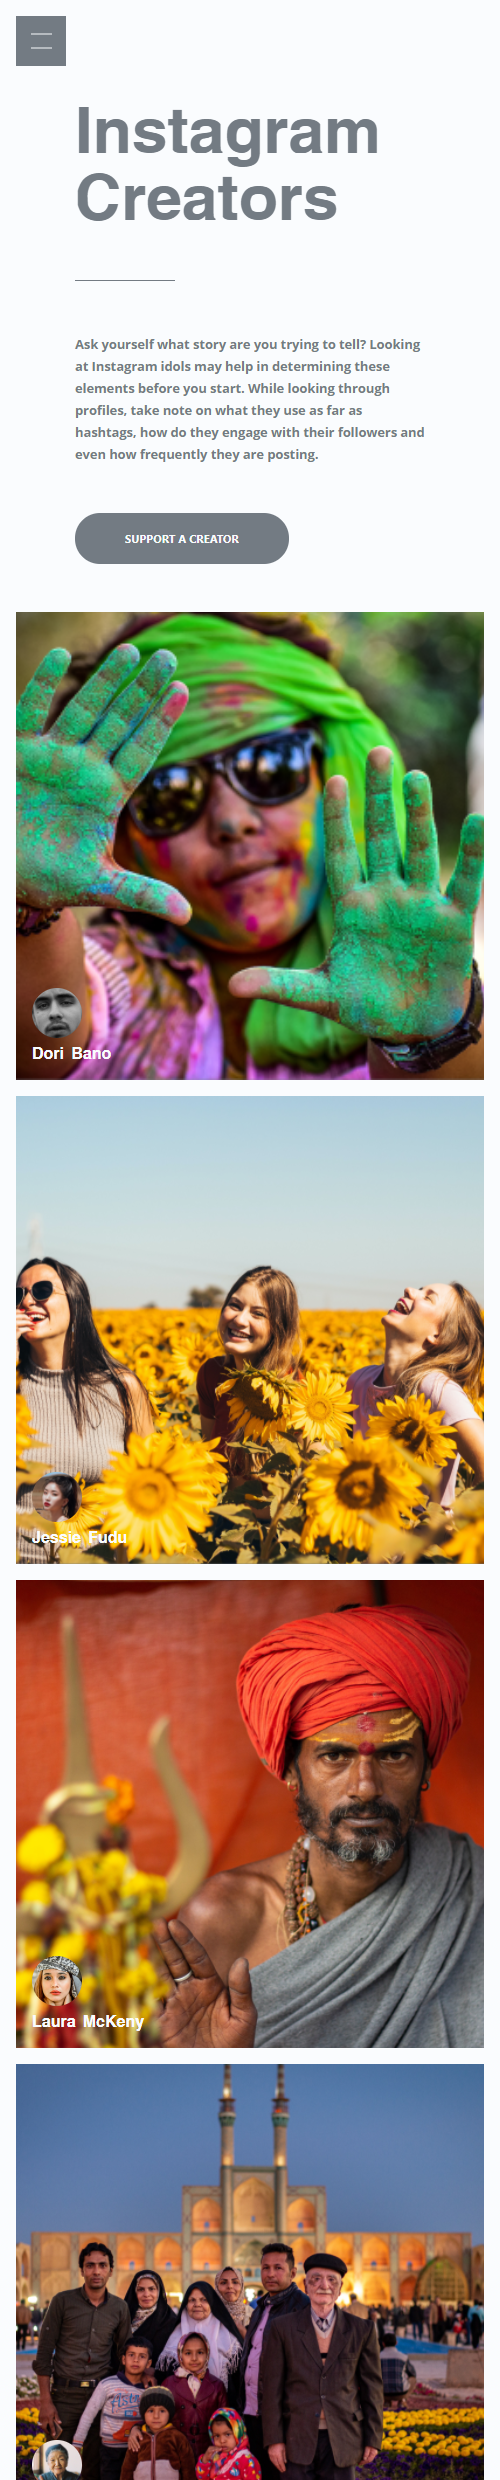 Instagram
Creators
Ask yourself what story are you trying to tell? Looking
at Instagram idols may help in determining these
elements before you start. While looking through
profiles, take note on what they use as far as
hashtags, how do they engage with their followers and
even how frequently they are posting.
SUPPORT A CREATOR
Dori Bano
Jessie Fudu
Laura McKeny